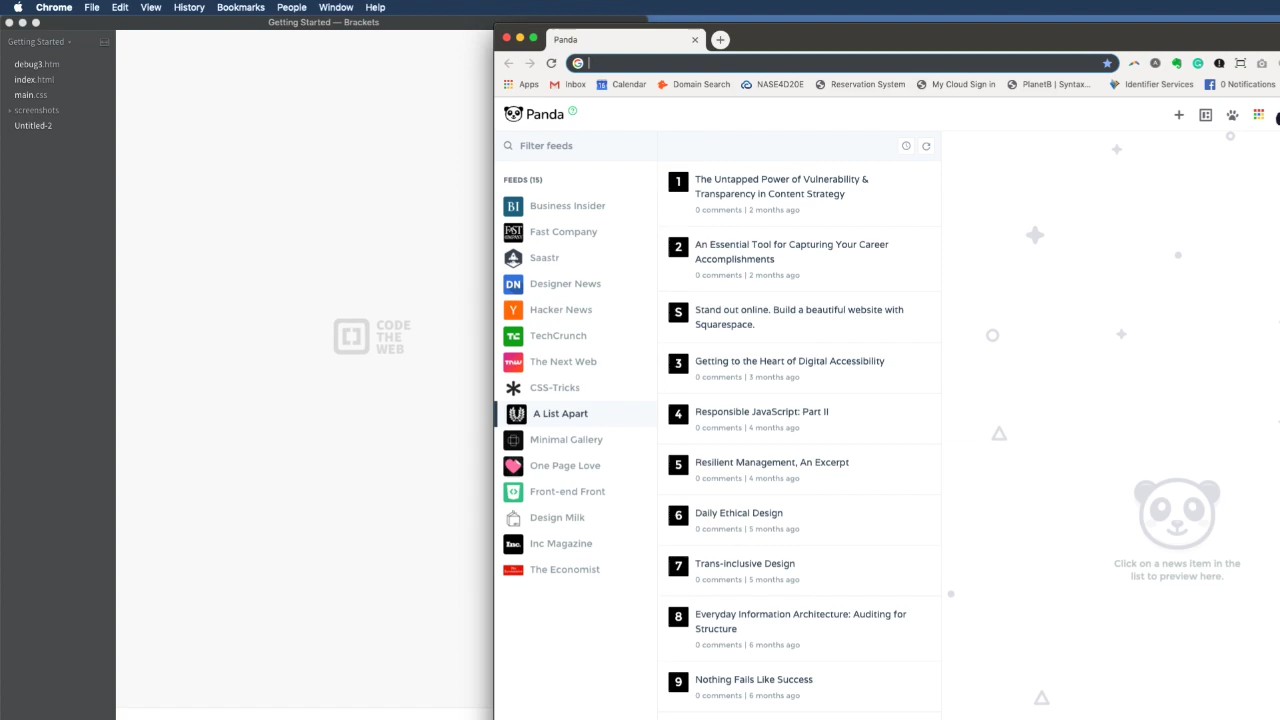 Chrome File Edit View History Bookmarks People Window Help
Getting Started — Brackets
Getting Started
debug3.htm
index.html
main.css
screenshots
Untitled-2
CODE
THE
WEB
Panda
Apps Inbox Calendar Domain Search NASE4D20E Reservation System My Cloud Sign in PlanetB | Syntax... Identifier Services 0 Notifications
Panda
Filter feeds
FEEDS (15)
BI Business Insider
FAST COMPANY Fast Company
Saastr
DN Designer News
Y Hacker News
TC TechCrunch
TNW The Next Web
CSS-Tricks
A List Apart
Minimal Gallery
One Page Love
Front-end Front
Design Milk
Inc. Inc Magazine
The Economist
1 The Untapped Power of Vulnerability &
Transparency in Content Strategy
0 comments | 2 months ago
2 An Essential Tool for Capturing Your Career
Accomplishments
0 comments | 2 months ago
S Stand out online. Build a beautiful website with
Squarespace.
3 Getting to the Heart of Digital Accessibility
0 comments | 3 months ago
4 Responsible JavaScript: Part II
0 comments | 4 months ago
5 Resilient Management, An Excerpt
0 comments | 4 months ago
6 Daily Ethical Design
0 comments | 5 months ago
7 Trans-inclusive Design
0 comments | 5 months ago
8 Everyday Information Architecture: Auditing for
Structure
0 comments | 6 months ago
9 Nothing Fails Like Success
0 comments | 6 months ago
Click on a news item in the
list to preview here.